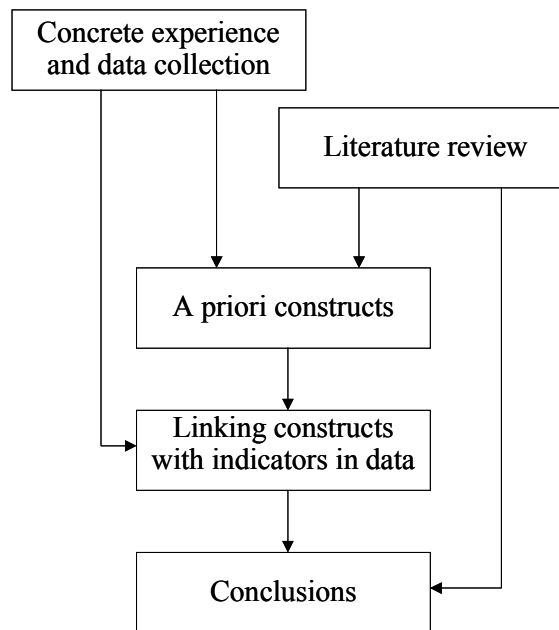 Concrete experience
and data collection
Literature review
A priori constructs
Linking constructs
with indicators in data
Conclusions